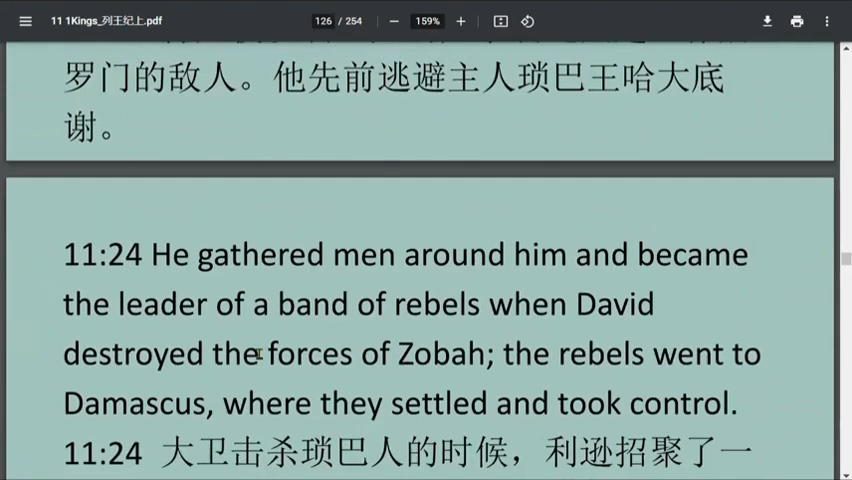 11 1Kings_列王纪上.pdf
126 / 254
159%
罗门的敌人。他先前逃避主人琐巴王哈大底
谢。
11:24 He gathered men around him and became
the leader of a band of rebels when David
destroyed the forces of Zobah; the rebels went to
Damascus, where they settled and took control.
11:24 大卫击杀琐巴人的时候，利逊招聚了一